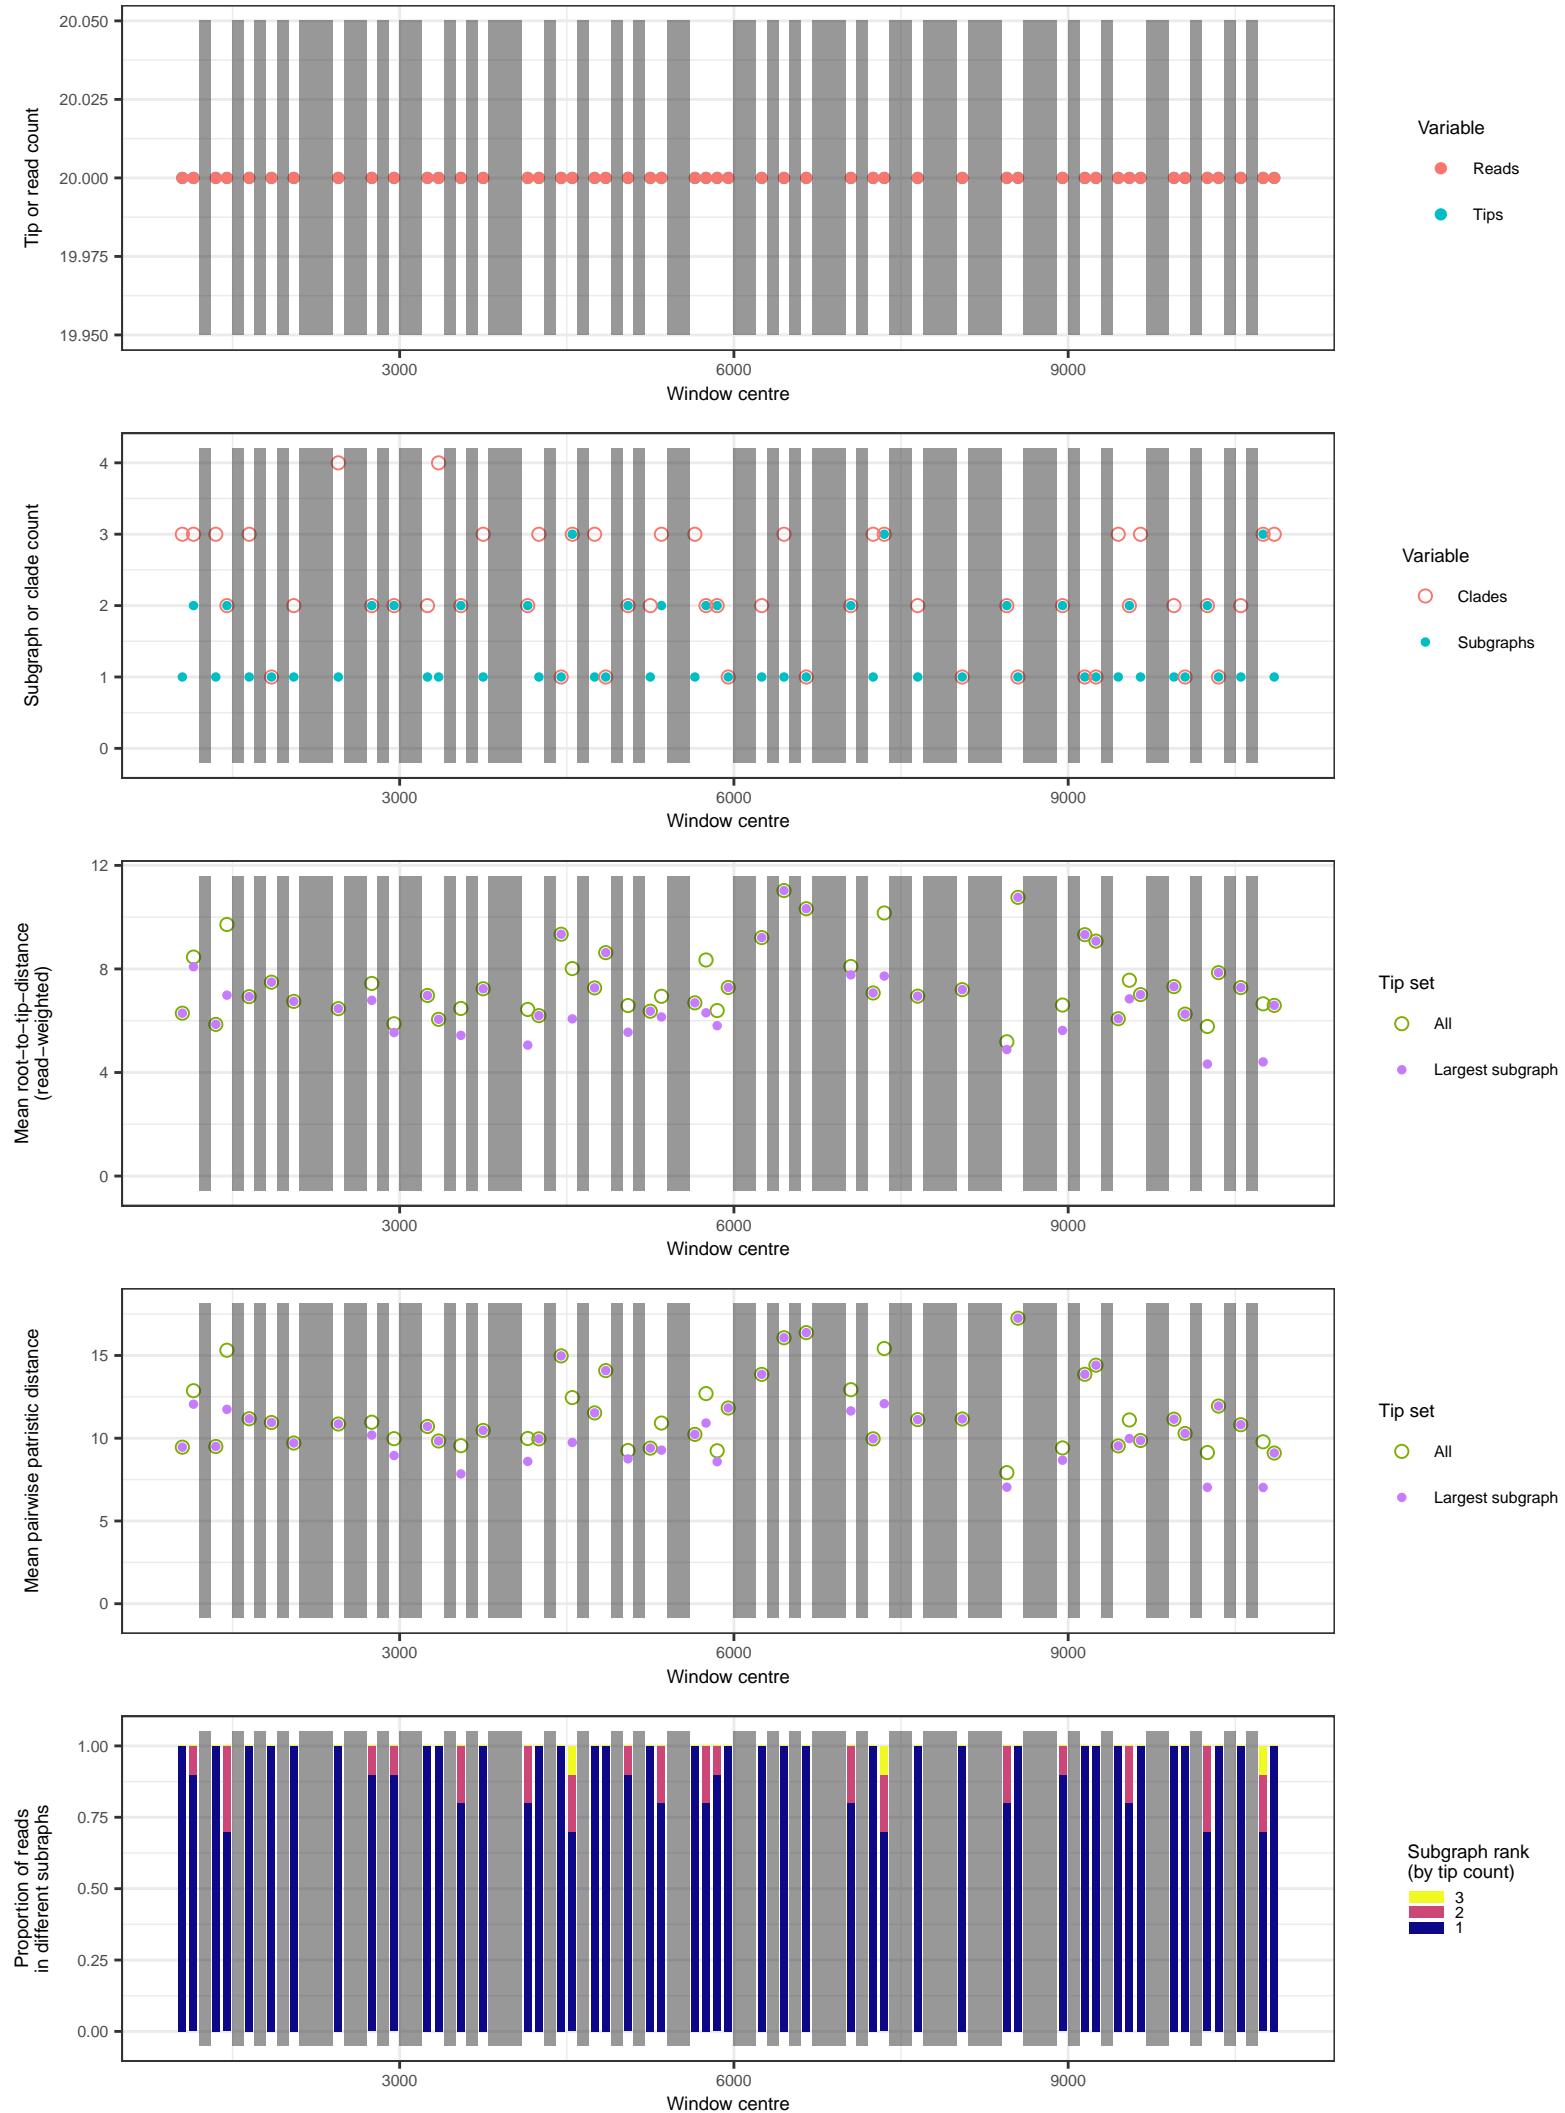 20.050
20.025
20.000
19.975
19.950
Tip or read count
3000
6000
9000
Window centre
Variable
Reads
Tips
4
3
2
1
0
Subgraph or clade count
3000
6000
9000
Window centre
Variable
Clades
Subgraphs
12
8
4
0
Mean root−to−tip−distance
(read−weighted)
3000
6000
9000
Window centre
Tip set
All
Largest subgraph
15
10
5
0
Mean pairwise patristic distance
3000
6000
9000
Window centre
Tip set
All
Largest subgraph
1.00
0.75
0.50
0.25
0.00
Proportion of reads
in different subraphs
3000
6000
9000
Window centre
Subgraph rank
(by tip count)
3
2
1